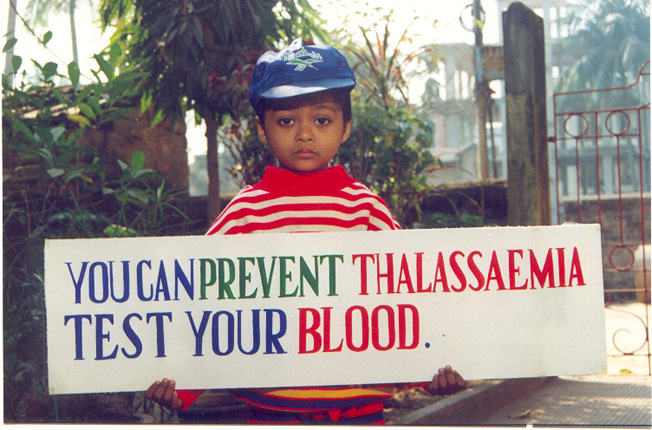 YOU CAN PREVENT THALASSAEMIA
TEST YOUR BLOOD.